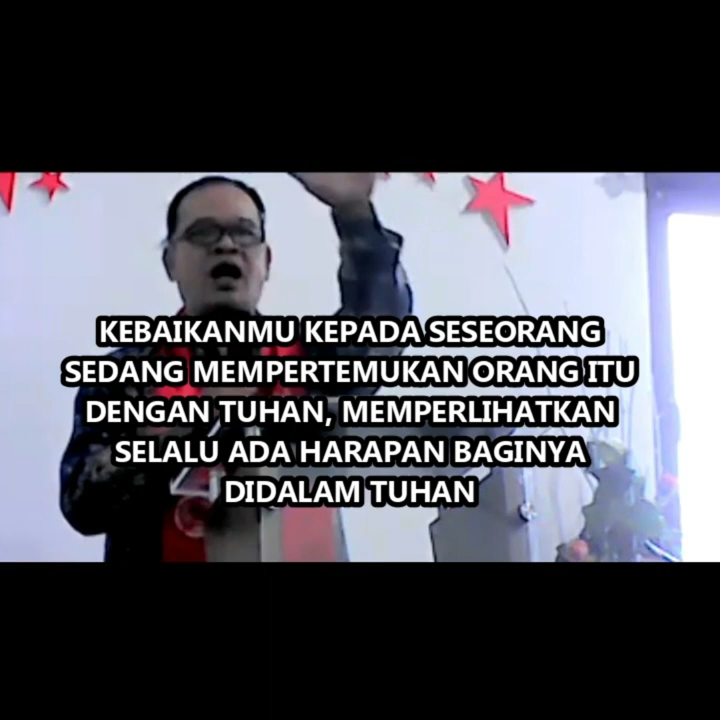 KEBAIKANMU KEPADA SESEORANG
SEDANG MEMPERTEMUKAN ORANG ITU
DENGAN TUHAN, MEMPERLIHATKAN
SELALU ADA HARAPAN BAGINYA
DIDALAM TUHAN